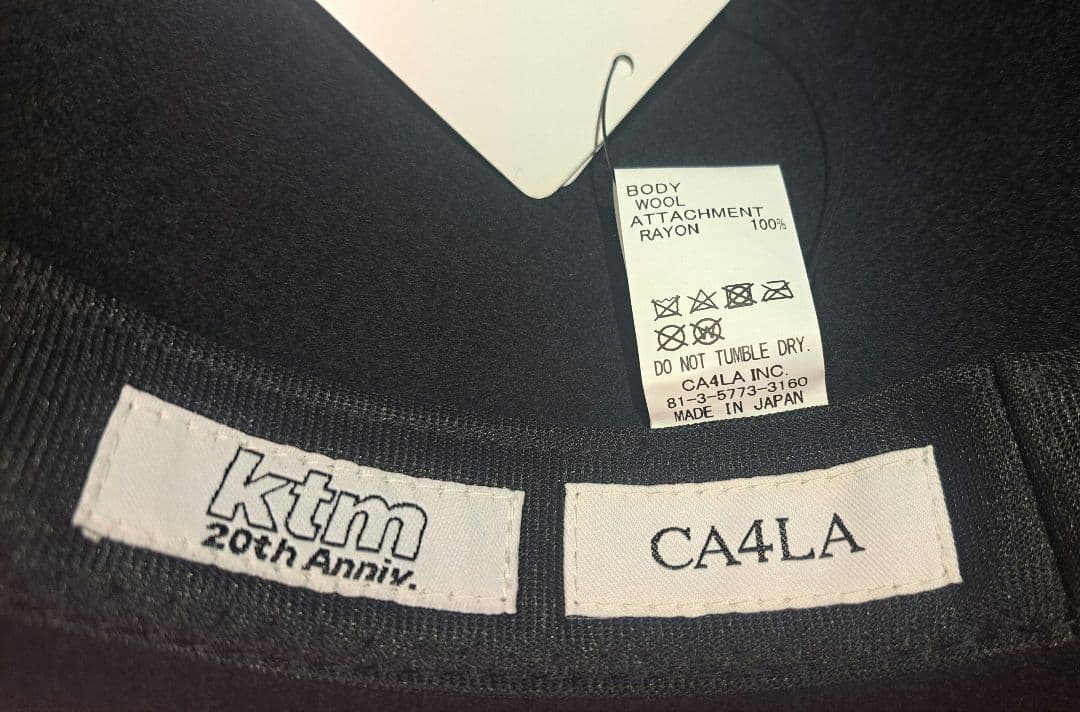 BODY
WOOL
ATTACHMENT
RAYON 100%
DO NOT TUMBLE DRY.
CA4LA INC.
81-3-5773-3160
MADE IN JAPAN
ktm
20th Anniv.
CA4LA